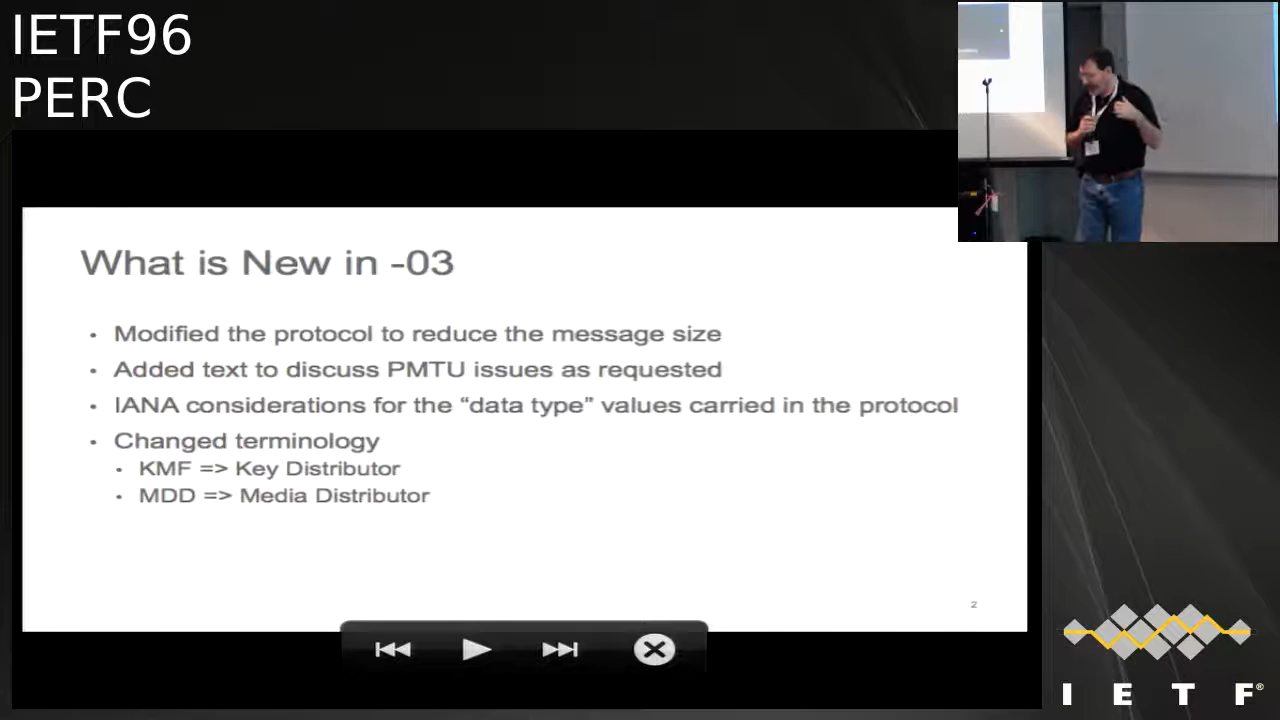 IETF96
PERC
What is New in -03
• Modified the protocol to reduce the message size
• Added text to discuss PMTU issues as requested
• IANA considerations for the “data type” values carried in the protocol
• Changed terminology
• KMF => Key Distributor
• MDD => Media Distributor
2
I E T F®